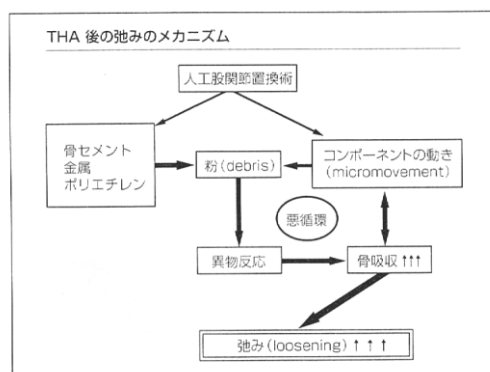 THA 後の弛みのメカニズム
人工股関節置換術
骨セメント
金属
ポリエチレン
粉(debris)
コンポーネントの動き
(micromovement)
悪循環
異物反応
骨吸収 ↑↑↑
弛み(loosening) ↑ ↑ ↑